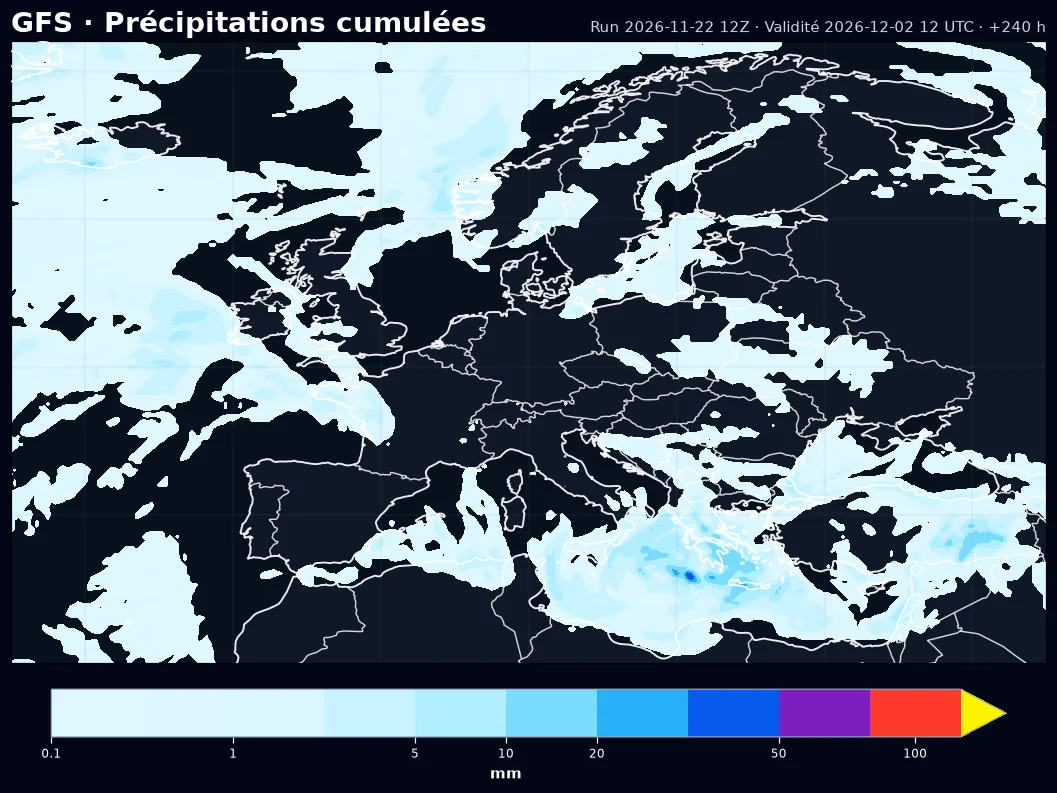 GFS · Précipitations cumulées
Run 2026-11-22 12Z · Validité 2026-12-02 12 UTC · +240 h
0.1 1 5 10 20 50 100
mm